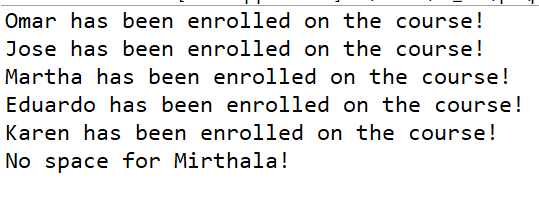 Omar has been enrolled on the course!
Jose has been enrolled on the course!
Martha has been enrolled on the course!
Eduardo has been enrolled on the course!
Karen has been enrolled on the course!
No space for Mirthala!